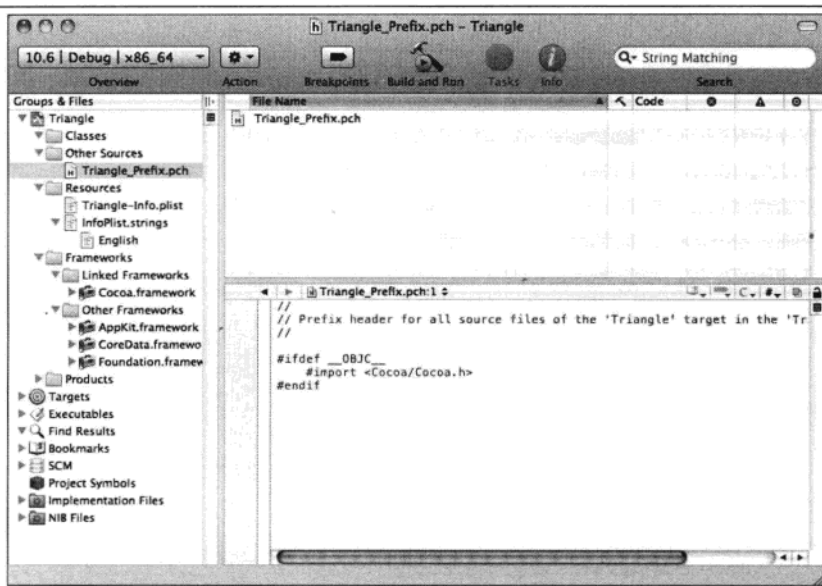 Triangle_Prefix.pch – Triangle
10.6 | Debug | x86_64
String Matching
Overview
Action
Breakpoints
Build and Run
Tasks
Info
Search
Groups & Files
Triangle
Classes
Other Sources
Triangle_Prefix.pch
Resources
Triangle-Info.plist
InfoPlist.strings
English
Frameworks
Linked Frameworks
Cocoa.framework
Other Frameworks
AppKit.framework
CoreData.framewo
Foundation.framew
Products
Targets
Executables
Find Results
Bookmarks
SCM
Project Symbols
Implementation Files
NIB Files
File Name
Code
Triangle_Prefix.pch
Triangle_Prefix.pch:1
C
#
//
// Prefix header for all source files of the 'Triangle' target in the 'Tr
//
#ifdef __OBJC__
#import <Cocoa/Cocoa.h>
#endif